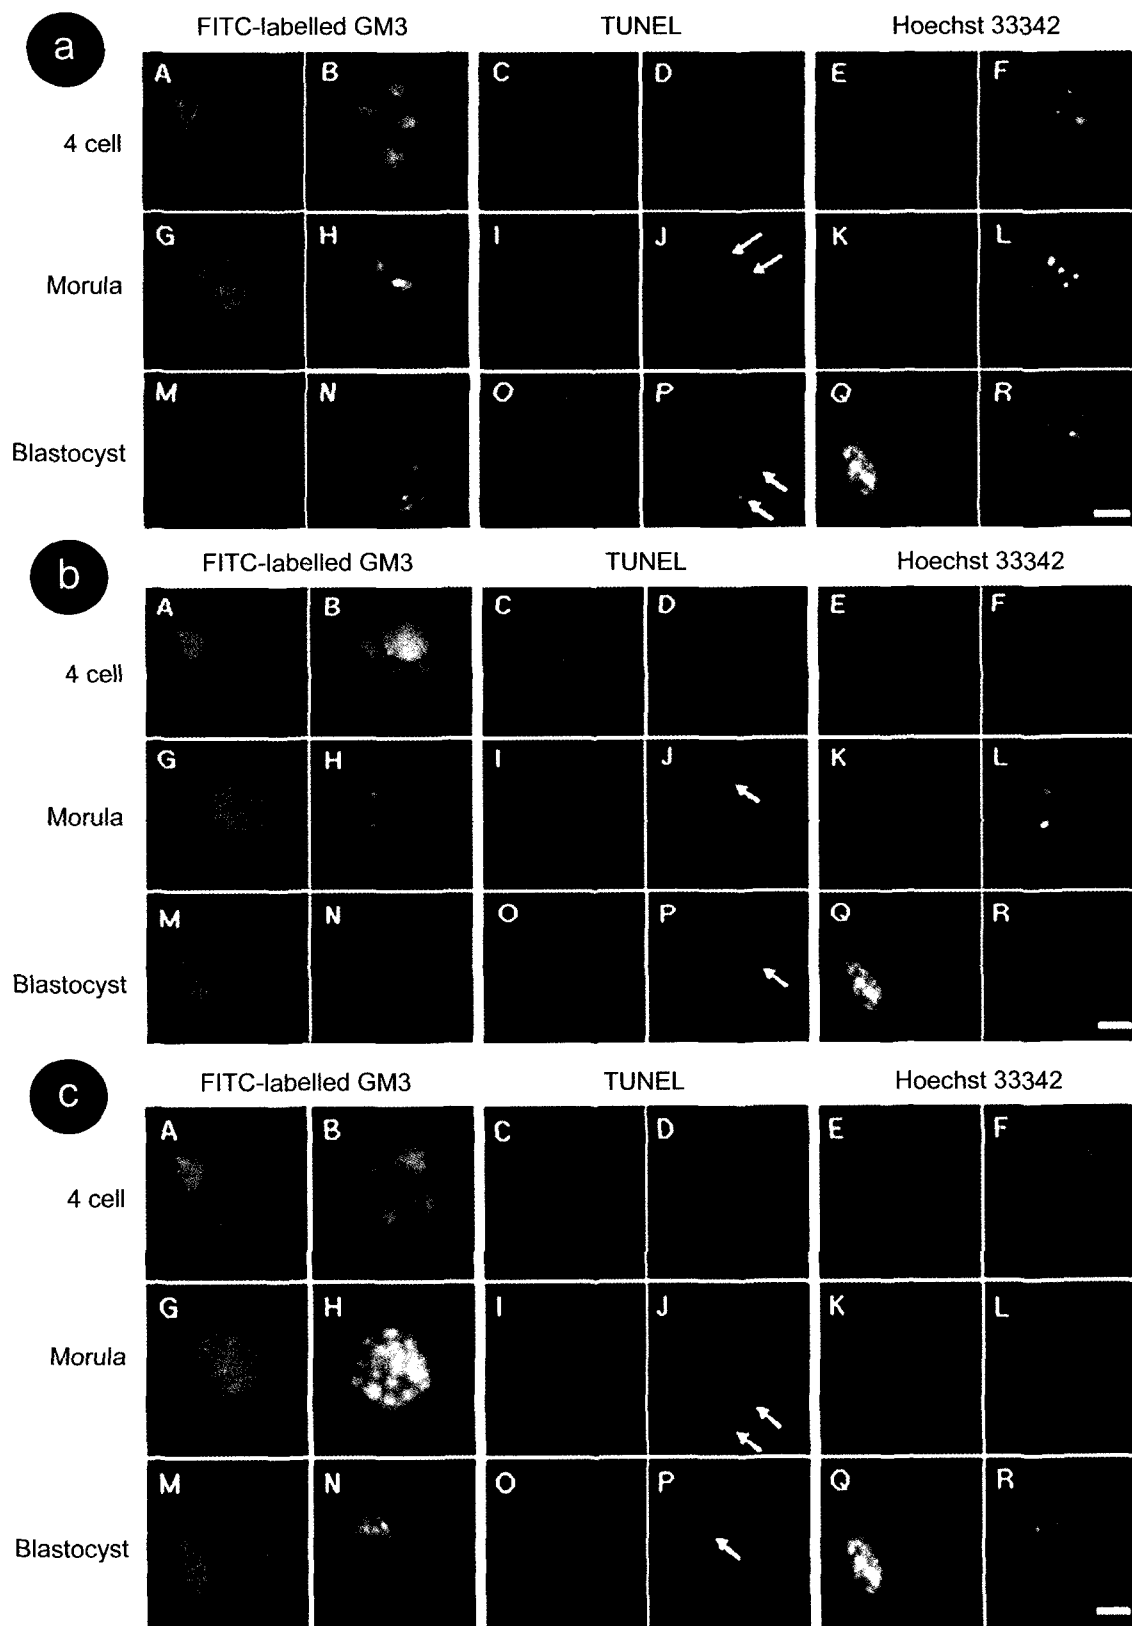 a
FITC-labelled GM3 TUNEL Hoechst 33342
A B C D E F
4 cell
G H I J K L
Morula
M N O P Q R
Blastocyst
b
FITC-labelled GM3 TUNEL Hoechst 33342
A B C D E F
4 cell
G H I J K L
Morula
M N O P Q R
Blastocyst
c
FITC-labelled GM3 TUNEL Hoechst 33342
A B C D E F
4 cell
G H I J K L
Morula
M N O P Q R
Blastocyst